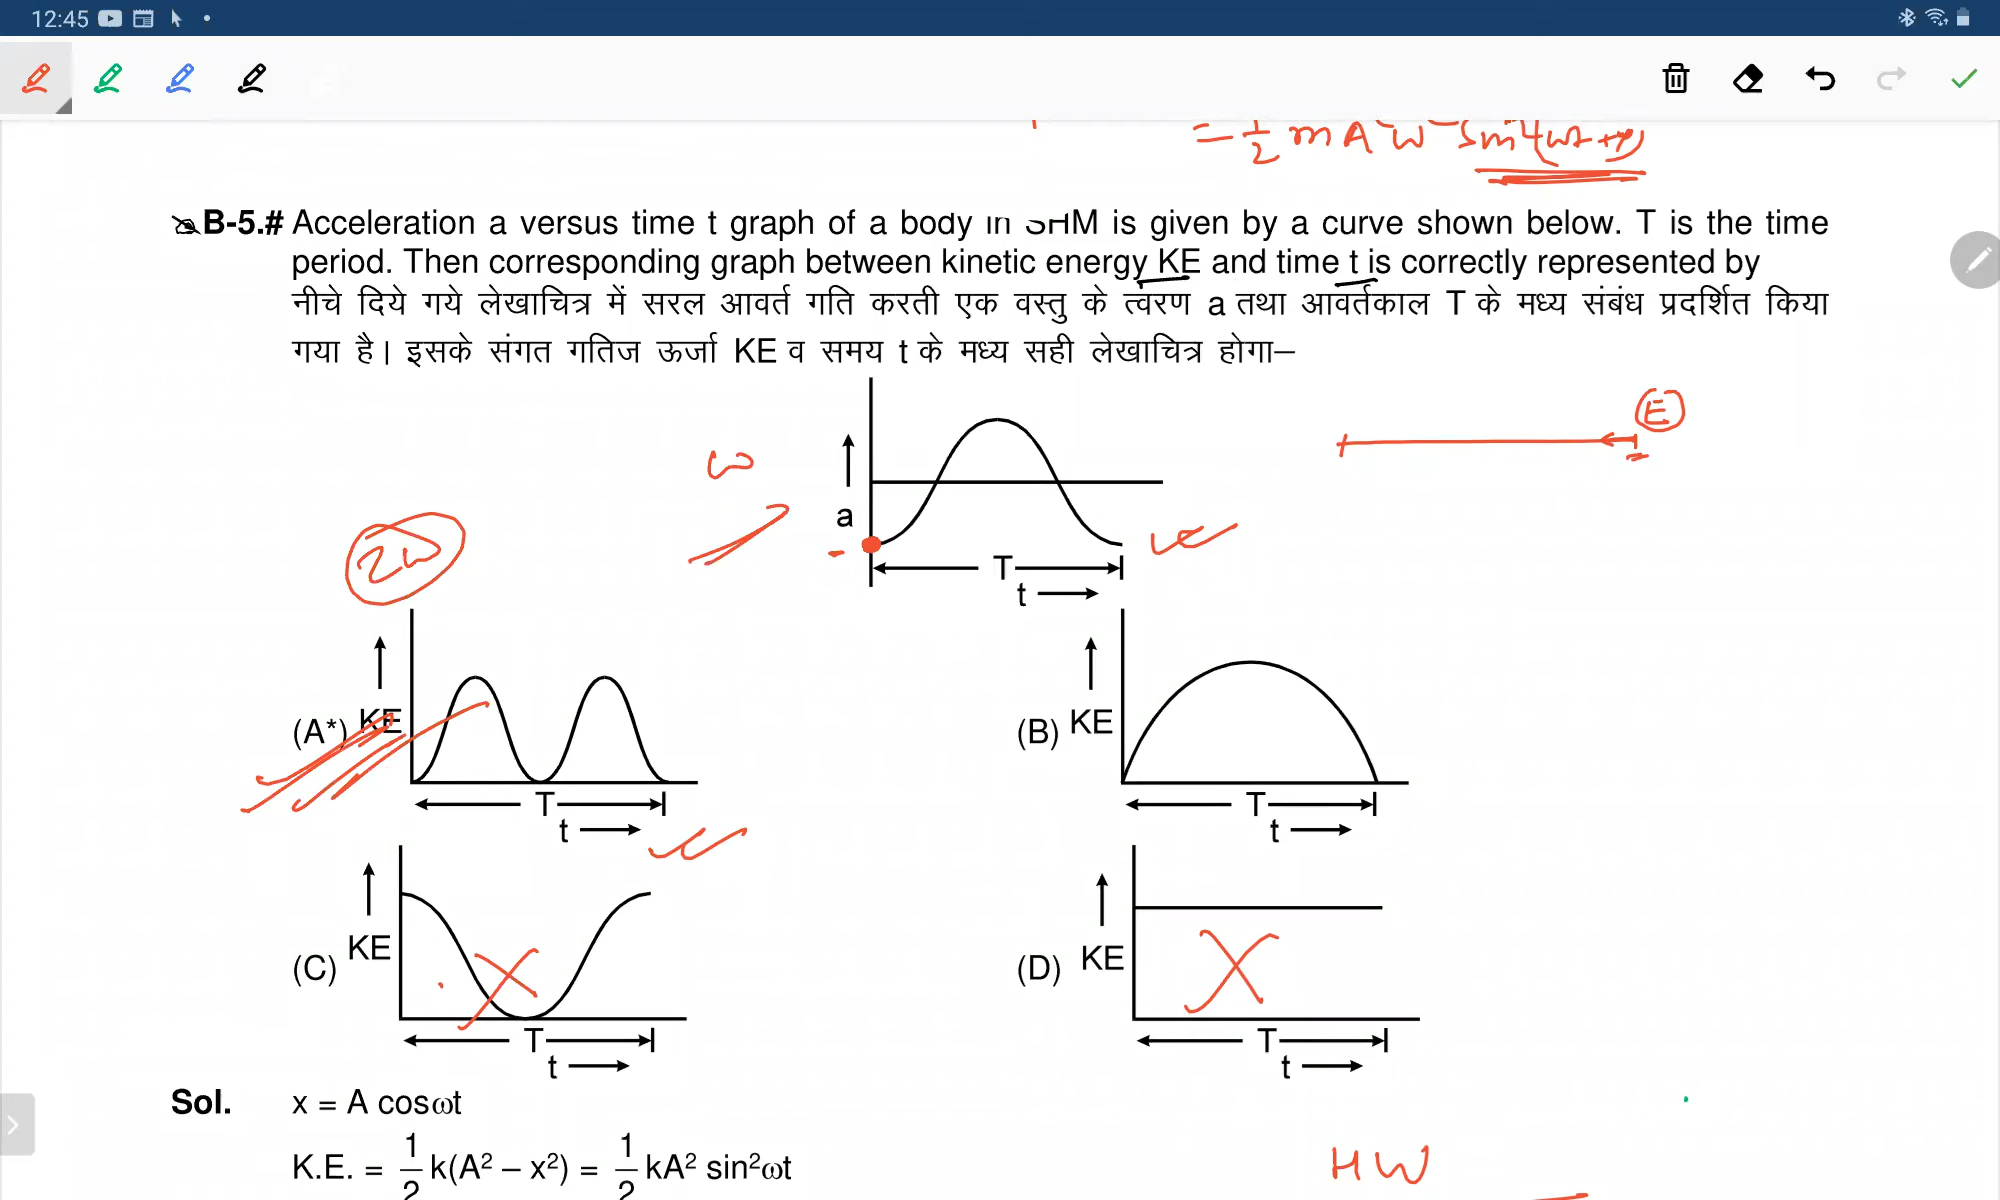 12:45
= 1/2 m A² ω² sin² (ωt + φ)
B-5.# Acceleration a versus time t graph of a body in SHM is given by a curve shown below. T is the time
period. Then corresponding graph between kinetic energy KE and time t is correctly represented by
नीचे दिये गये लेखाचित्र में सरल आवर्त गति करती एक वस्तु के त्वरण a तथा आवर्तकाल T के मध्य संबंध प्रदर्शित किया
गया है। इसके संगत गतिज ऊर्जा KE व समय t के मध्य सही लेखाचित्र होगा–
E
ω
a
2ω
T
t
(A*) KE
T
t
(B) KE
T
t
(C) KE
T
t
(D) KE
T
t
Sol. x = A cosωt
K.E. = 1/2 k(A² – x²) = 1/2 kA² sin²ωt
HW